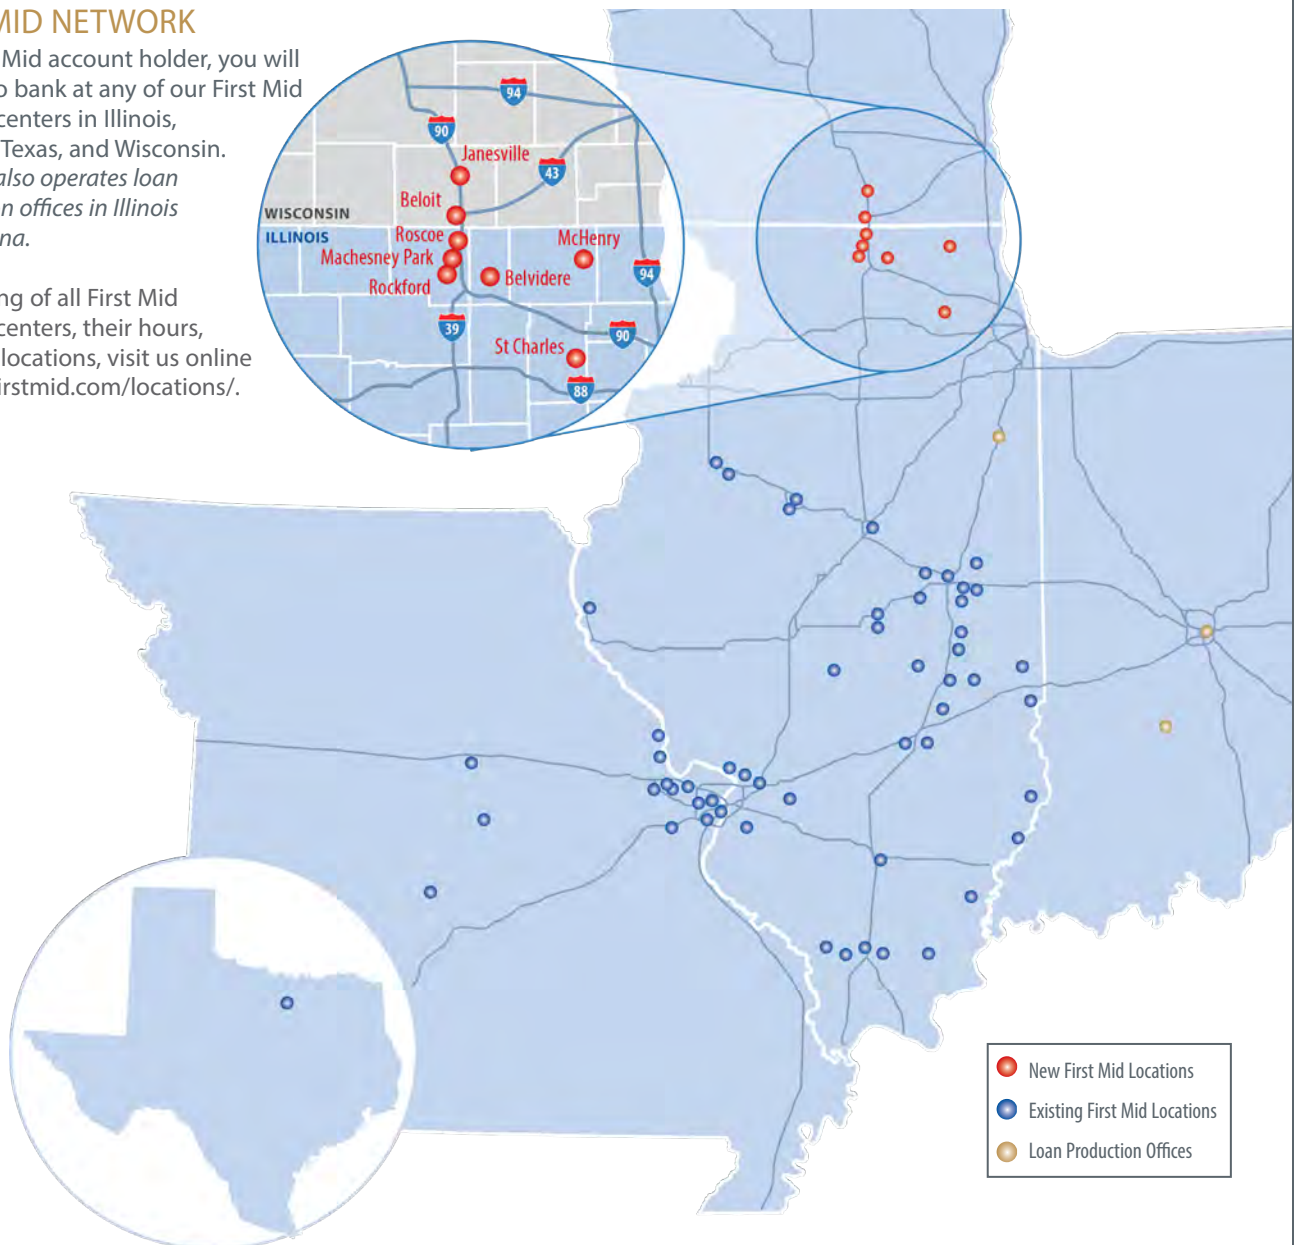 MID NETWORK
Mid account holder, you will
o bank at any of our First Mid
centers in Illinois,
Texas, and Wisconsin.
also operates loan
n offices in Illinois
na.
ng of all First Mid
centers, their hours,
locations, visit us online
irstmid.com/locations/.
94
90
Janesville
43
Beloit
WISCONSIN
ILLINOIS
Roscoe
McHenry
Machesney Park
94
Belvidere
Rockford
39
90
St Charles
88
New First Mid Locations
Existing First Mid Locations
Loan Production Offices